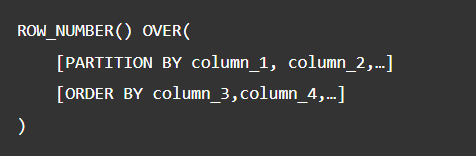 ROW_NUMBER() OVER(
    [PARTITION BY column_1, column_2,…]
    [ORDER BY column_3,column_4,…]
)